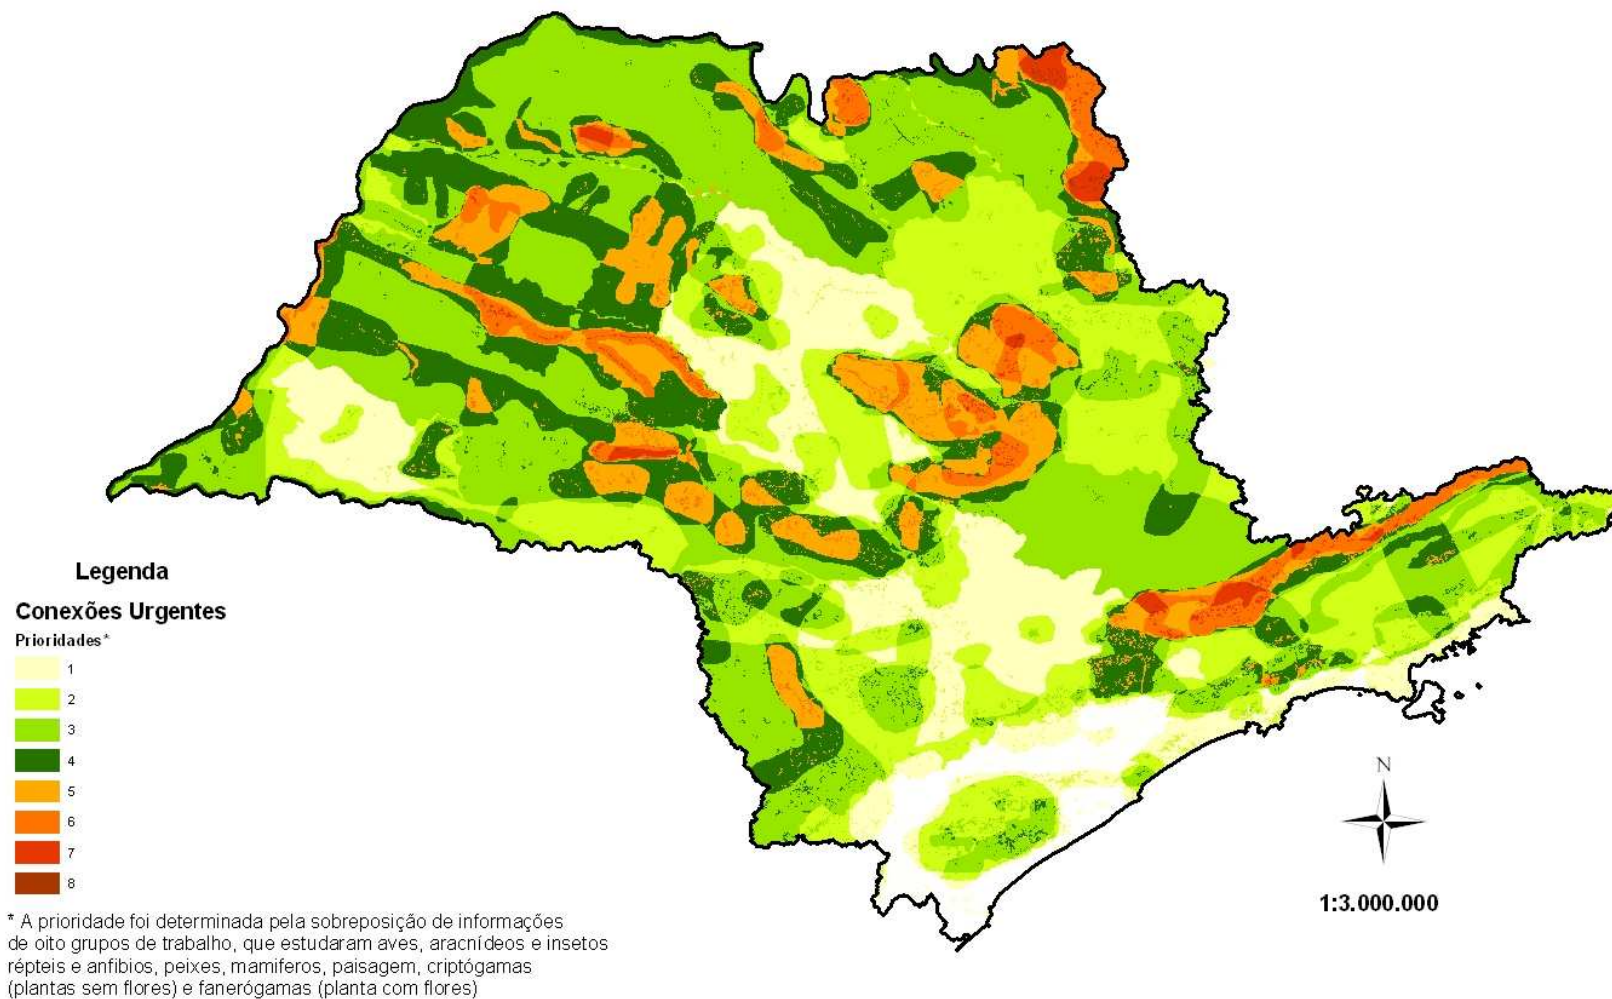 Legenda
Conexões Urgentes
Prioridades*
1
2
3
4
5
6
7
8
* A prioridade foi determinada pela sobreposição de informações
de oito grupos de trabalho, que estudaram aves, aracnídeos e insetos
répteis e anfíbios, peixes, mamiferos, paisagem, criptógamas
(plantas sem flores) e fanerógamas (planta com flores)
N
1:3.000.000